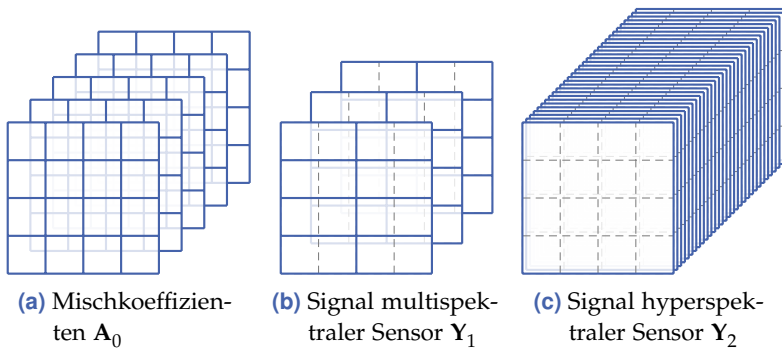 (a) Mischkoeffizien-
ten A₀
(b) Signal multispek-
traler Sensor Y₁
(c) Signal hyperspek-
traler Sensor Y₂